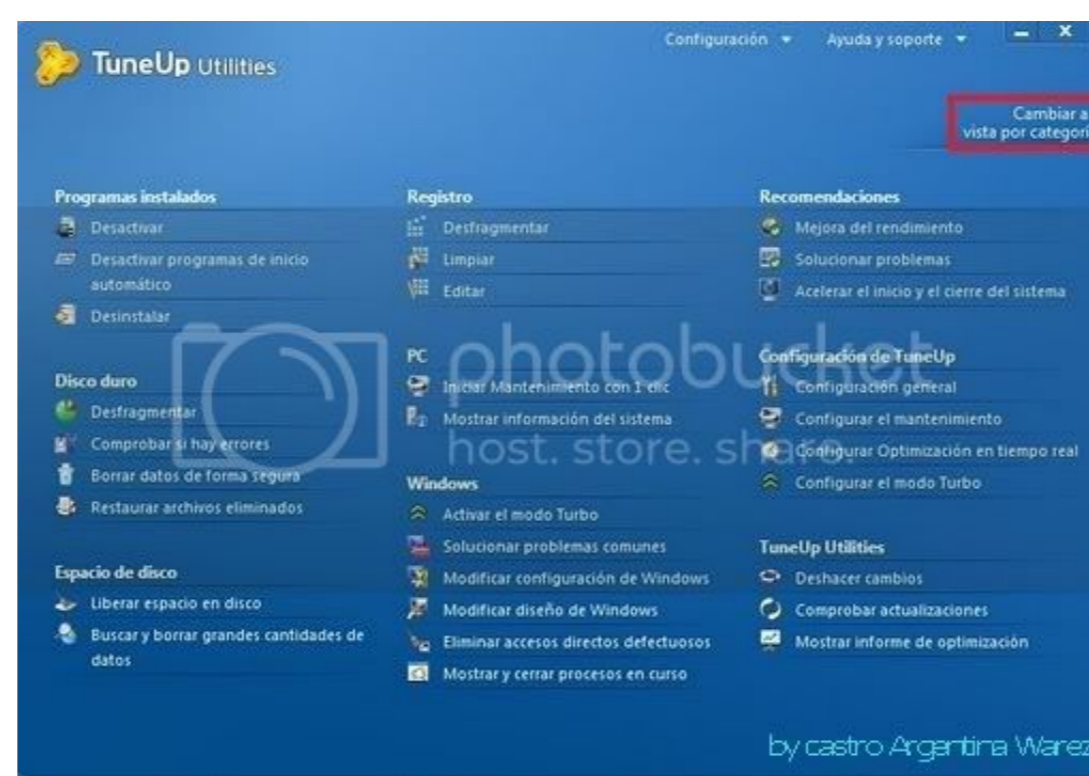 TuneUp Utilities
Configuración
Ayuda y soporte
Cambiar a
vista por categorí
Programas instalados
Desactivar
Desactivar programas de inicio
automático
Desinstalar
Disco duro
Desfragmentar
Comprobar si hay errores
Borrar datos de forma segura
Restaurar archivos eliminados
Espacio de disco
Liberar espacio en disco
Buscar y borrar grandes cantidades de
datos
Registro
Desfragmentar
Limpiar
Editar
PC
Iniciar Mantenimiento con 1 clic
Mostrar información del sistema
Windows
Activar el modo Turbo
Solucionar problemas comunes
Modificar configuración de Windows
Modificar diseño de Windows
Eliminar accesos directos defectuosos
Mostrar y cerrar procesos en curso
Recomendaciones
Mejora del rendimiento
Solucionar problemas
Acelerar el inicio y el cierre del sistema
Configuración de TuneUp
Configuración general
Configurar el mantenimiento
Configurar Optimización en tiempo real
Configurar el modo Turbo
TuneUp Utilities
Deshacer cambios
Comprobar actualizaciones
Mostrar informe de optimización
photobucket
host. store. share.
by castro Argentina Warez